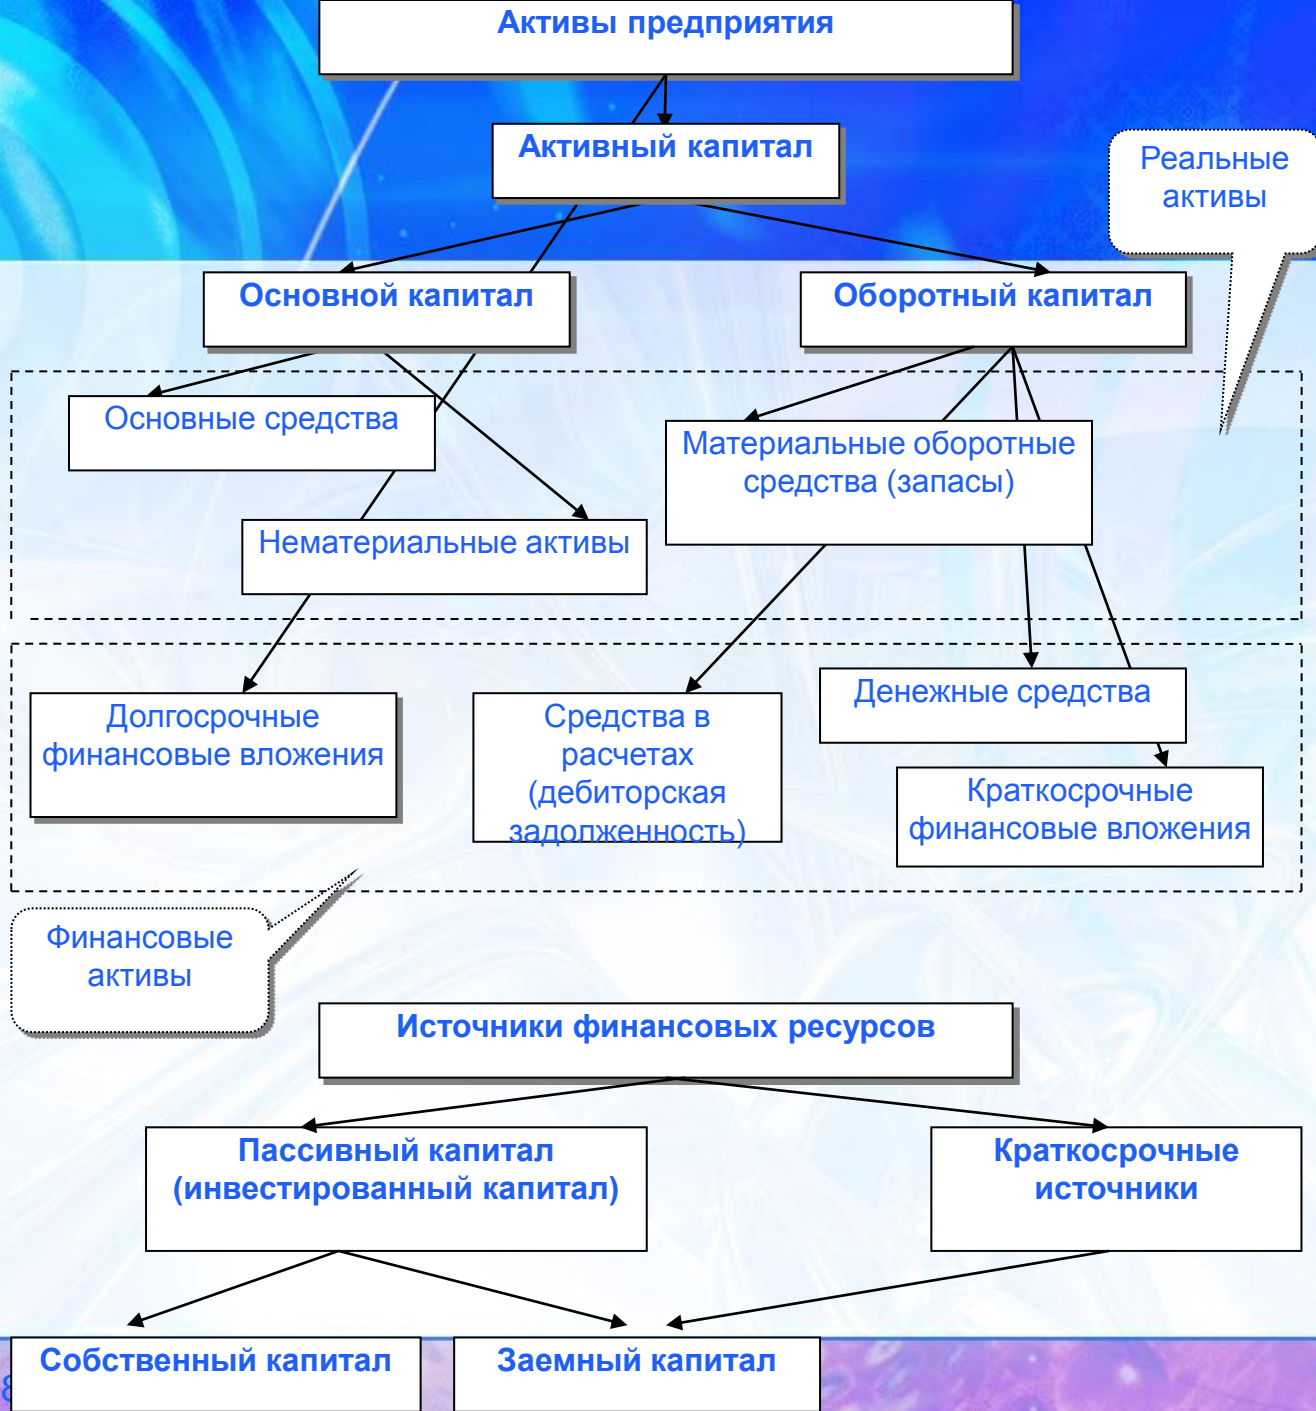 Активы предприятия
Активный капитал
Реальные
активы
Основной капитал
Оборотный капитал
Основные средства
Материальные оборотные
средства (запасы)
Нематериальные активы
Долгосрочные
финансовые вложения
Средства в
расчетах
(дебиторская
задолженность)
Денежные средства
Краткосрочные
финансовые вложения
Финансовые
активы
Источники финансовых ресурсов
Пассивный капитал
(инвестированный капитал)
Краткосрочные
источники
Собственный капитал
Заемный капитал